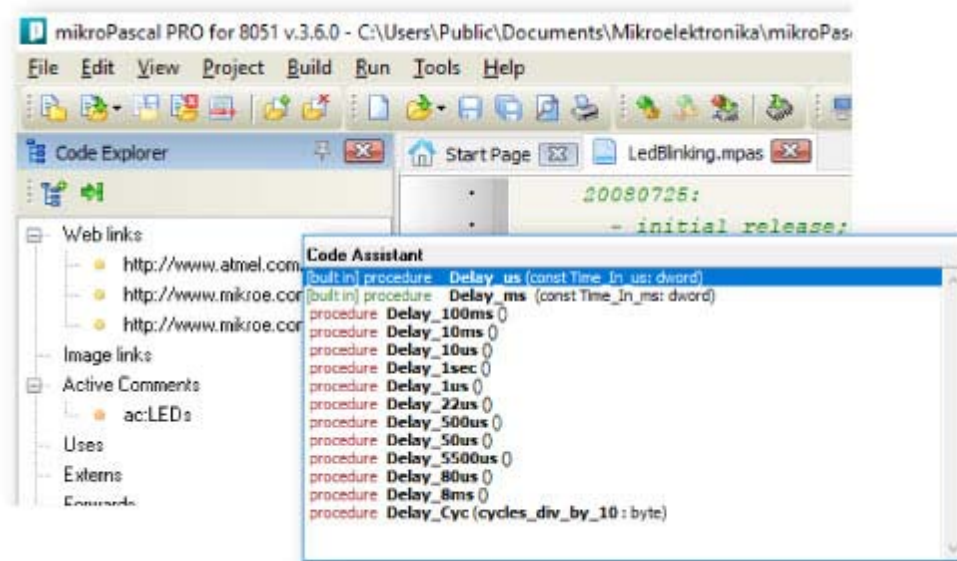 mikroPascal PRO for 8051 v.3.6.0 - C:\Users\Public\Documents\Mikroelektronika\mikroPas
File Edit View Project Build Run Tools Help
Code Explorer
Start Page LedBlinking.mpas
20080725:
- initial release;
Web links
http://www.atmel.com
http://www.mikroe.com
http://www.mikroe.com
Image links
Active Comments
ac:LEDs
Uses
Externs
Forwards
Code Assistant
[built in] procedure Delay_us (const Time_In_us: dword)
[built in] procedure Delay_ms (const Time_In_ms: dword)
procedure Delay_100ms ()
procedure Delay_10ms ()
procedure Delay_10us ()
procedure Delay_1sec ()
procedure Delay_1us ()
procedure Delay_22us ()
procedure Delay_500us ()
procedure Delay_50us ()
procedure Delay_5500us ()
procedure Delay_80us ()
procedure Delay_8ms ()
procedure Delay_Cyc (cycles_div_by_10 : byte)